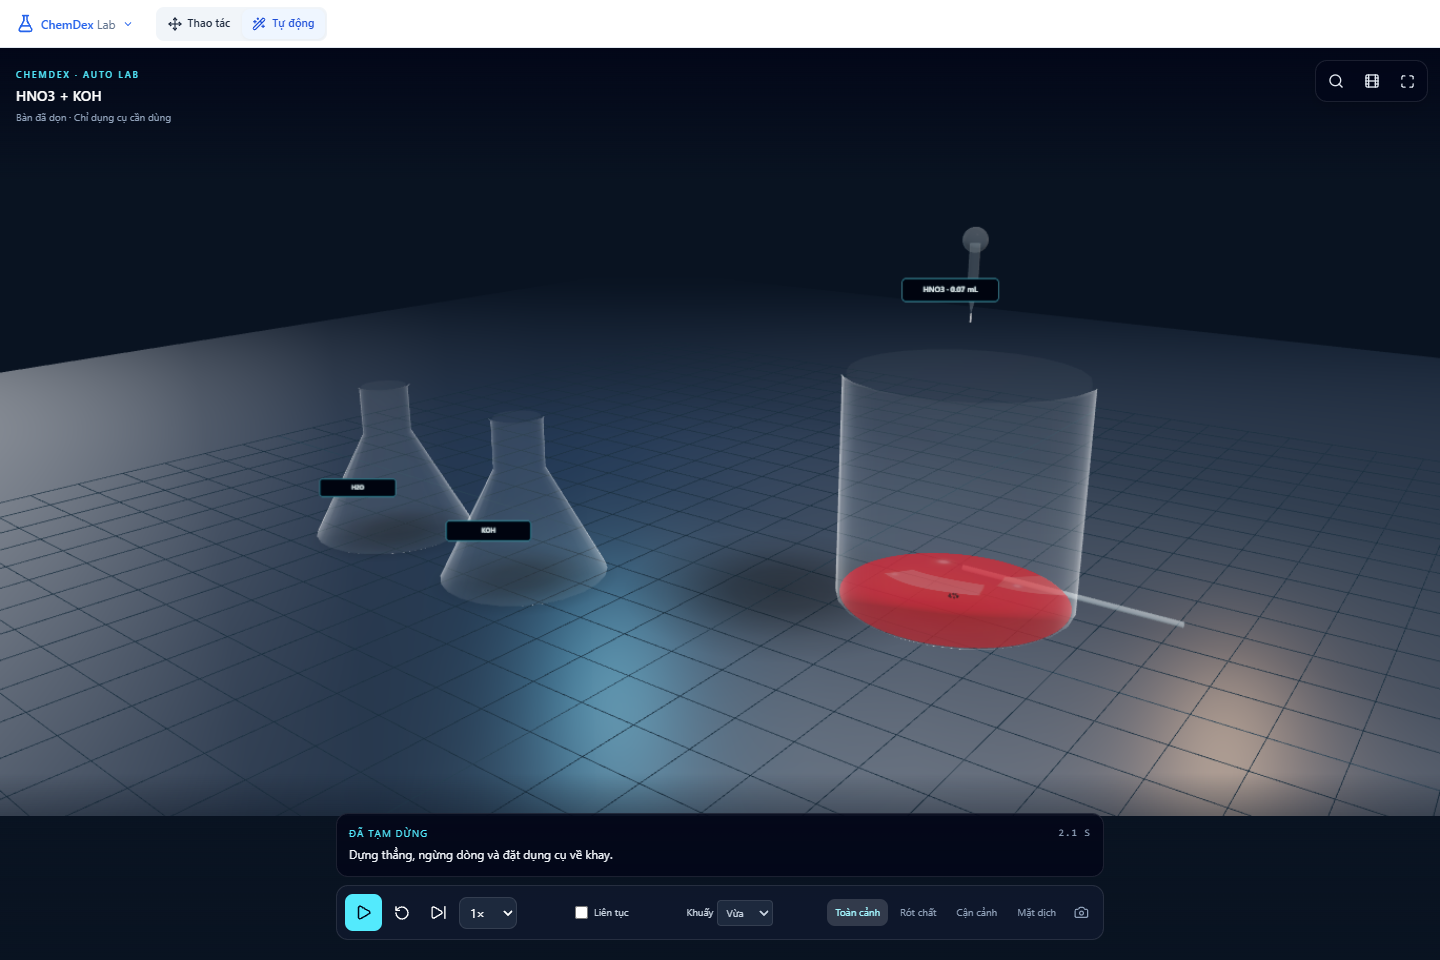 ChemDex Lab
Thao tác
Tự động
CHEMDEX · AUTO LAB
HNO3 + KOH
Bàn đã dọn · Chỉ dụng cụ cần dùng
HNO3 · 0.07 mL
H2O
KOH
ĐÃ TẠM DỪNG
2.1 S
Dựng thẳng, ngừng dòng và đặt dụng cụ về khay.
1×
Liên tục
Khuấy
Vừa
Toàn cảnh
Rót chất
Cận cảnh
Mặt dịch